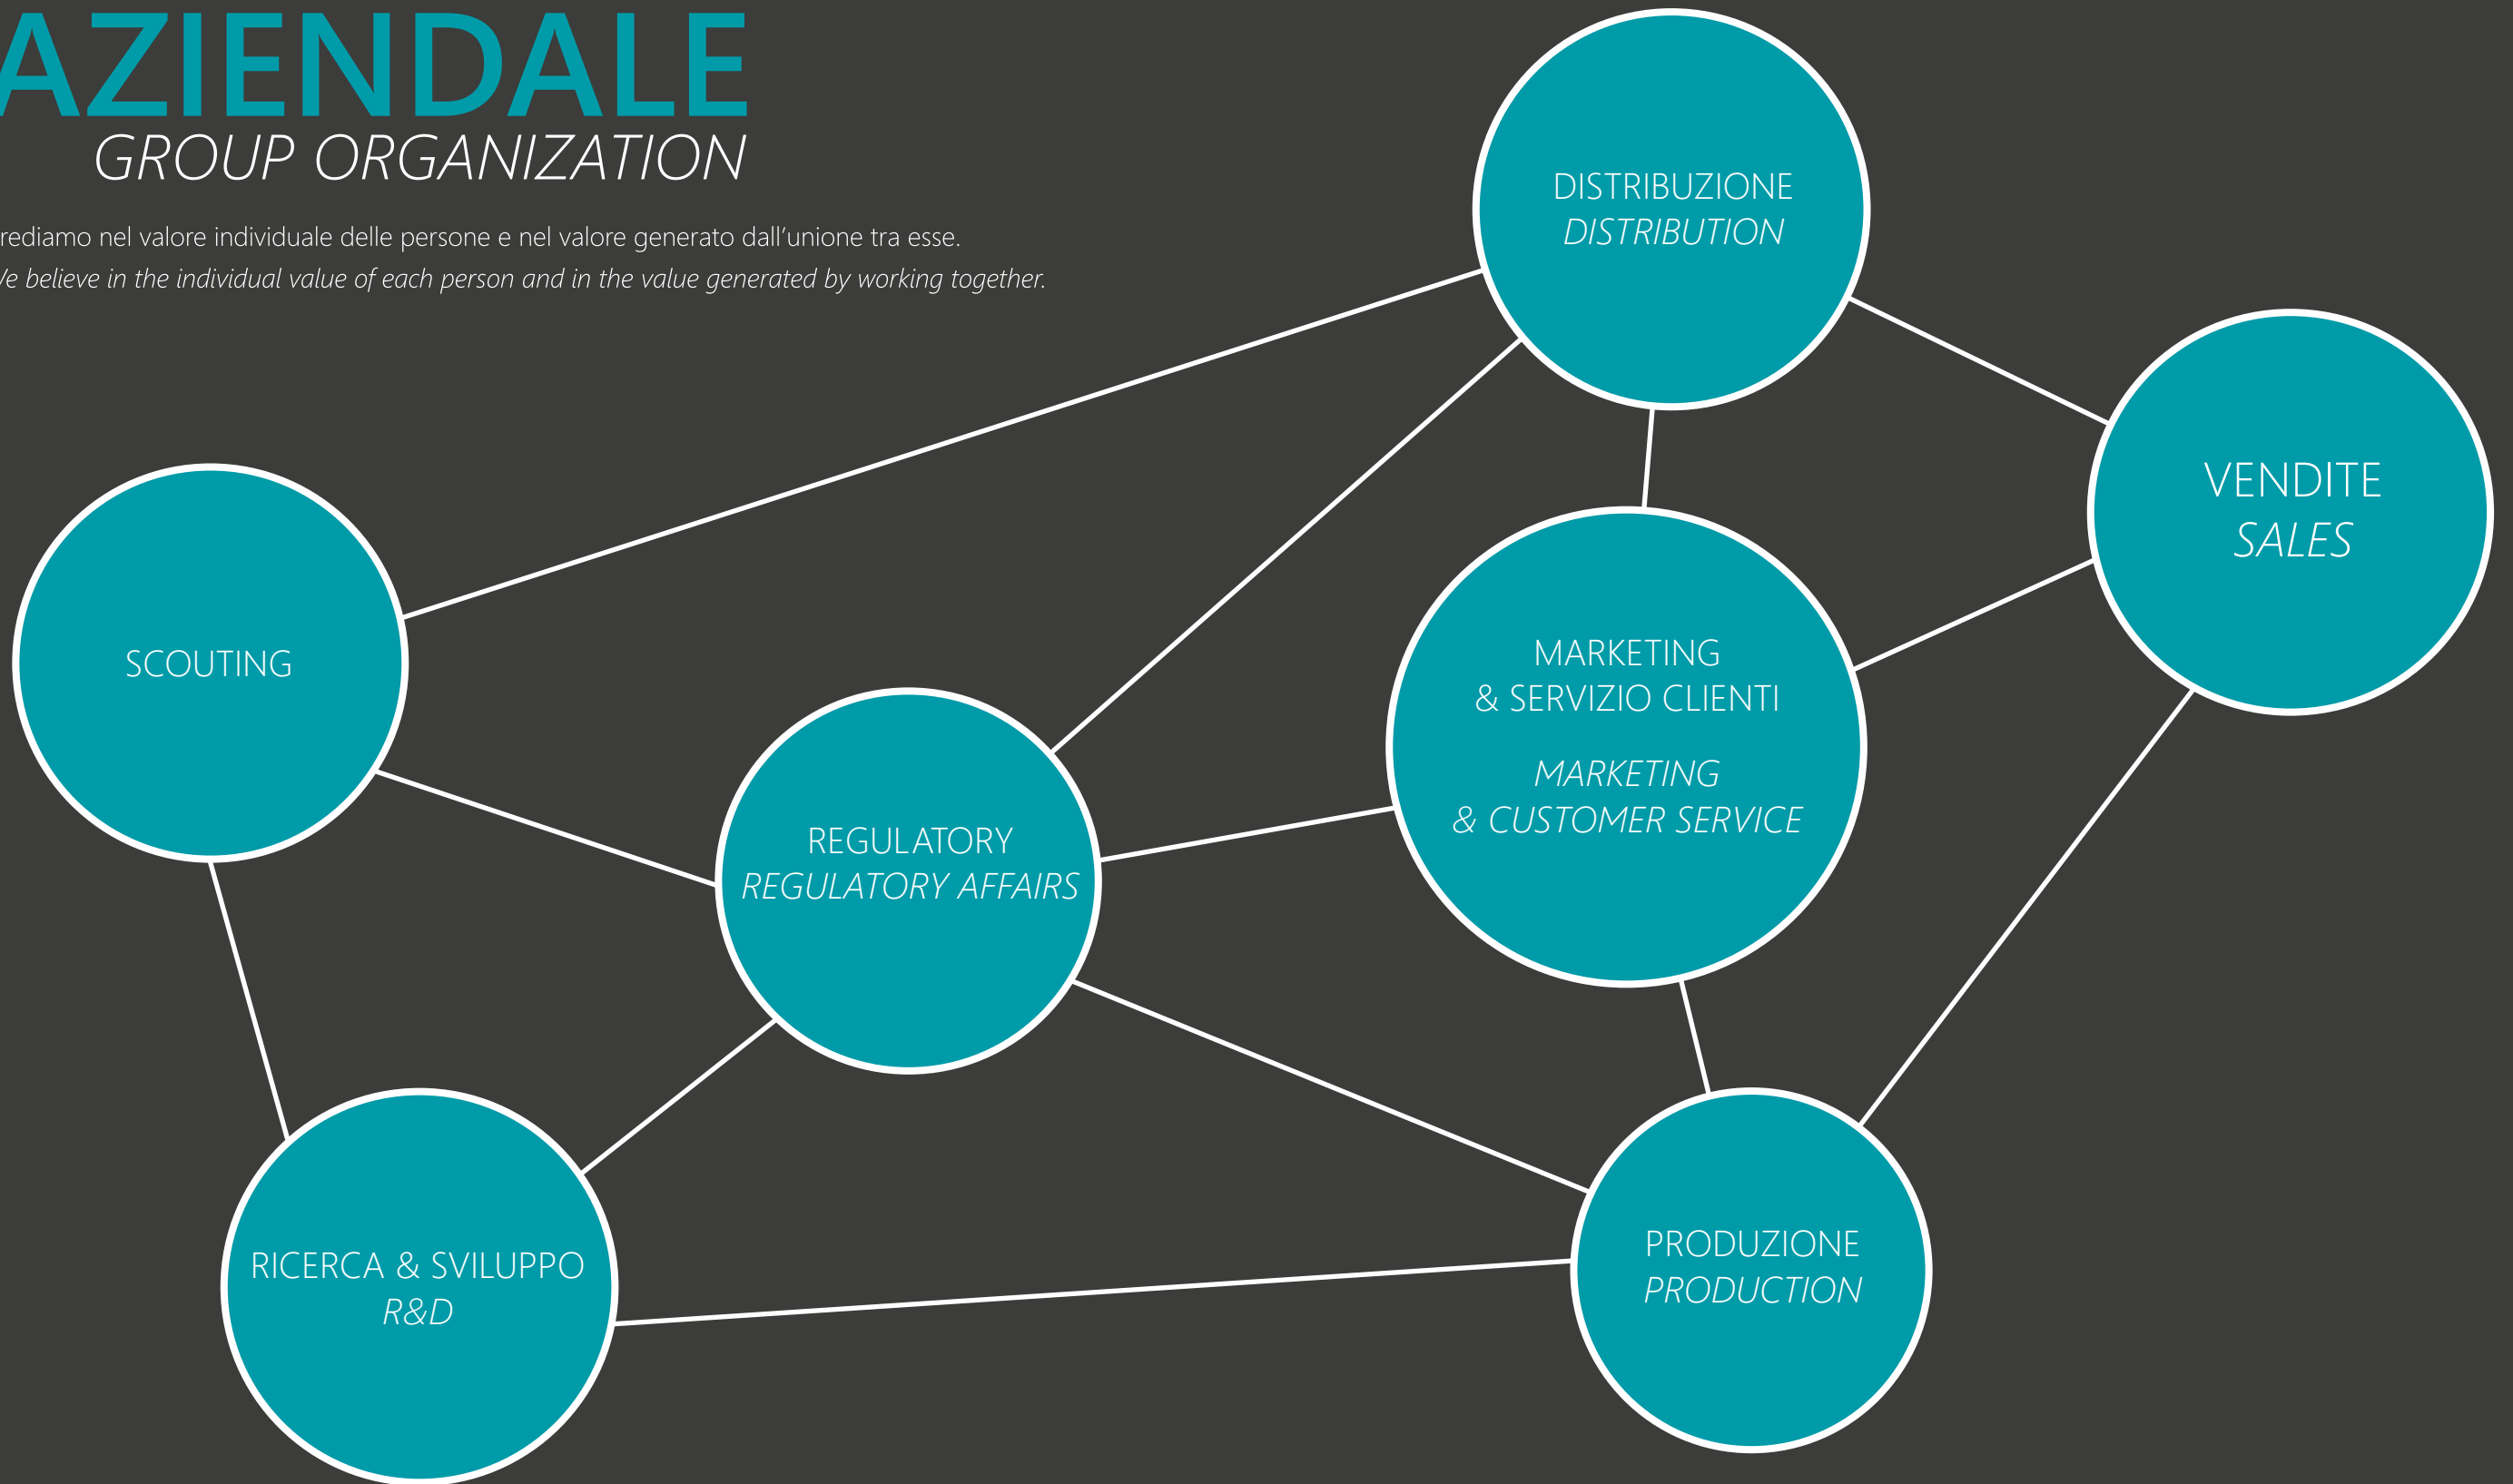 AZIENDALE
GROUP ORGANIZATION
rediamo nel valore individuale delle persone e nel valore generato dall'unione tra esse.
e believe in the individual value of each person and in the value generated by working together.
DISTRIBUZIONE
DISTRIBUTION
VENDITE
SALES
SCOUTING
MARKETING
& SERVIZIO CLIENTI
MARKETING
& CUSTOMER SERVICE
REGULATORY
REGULATORY AFFAIRS
RICERCA & SVILUPPO
R&D
PRODUZIONE
PRODUCTION